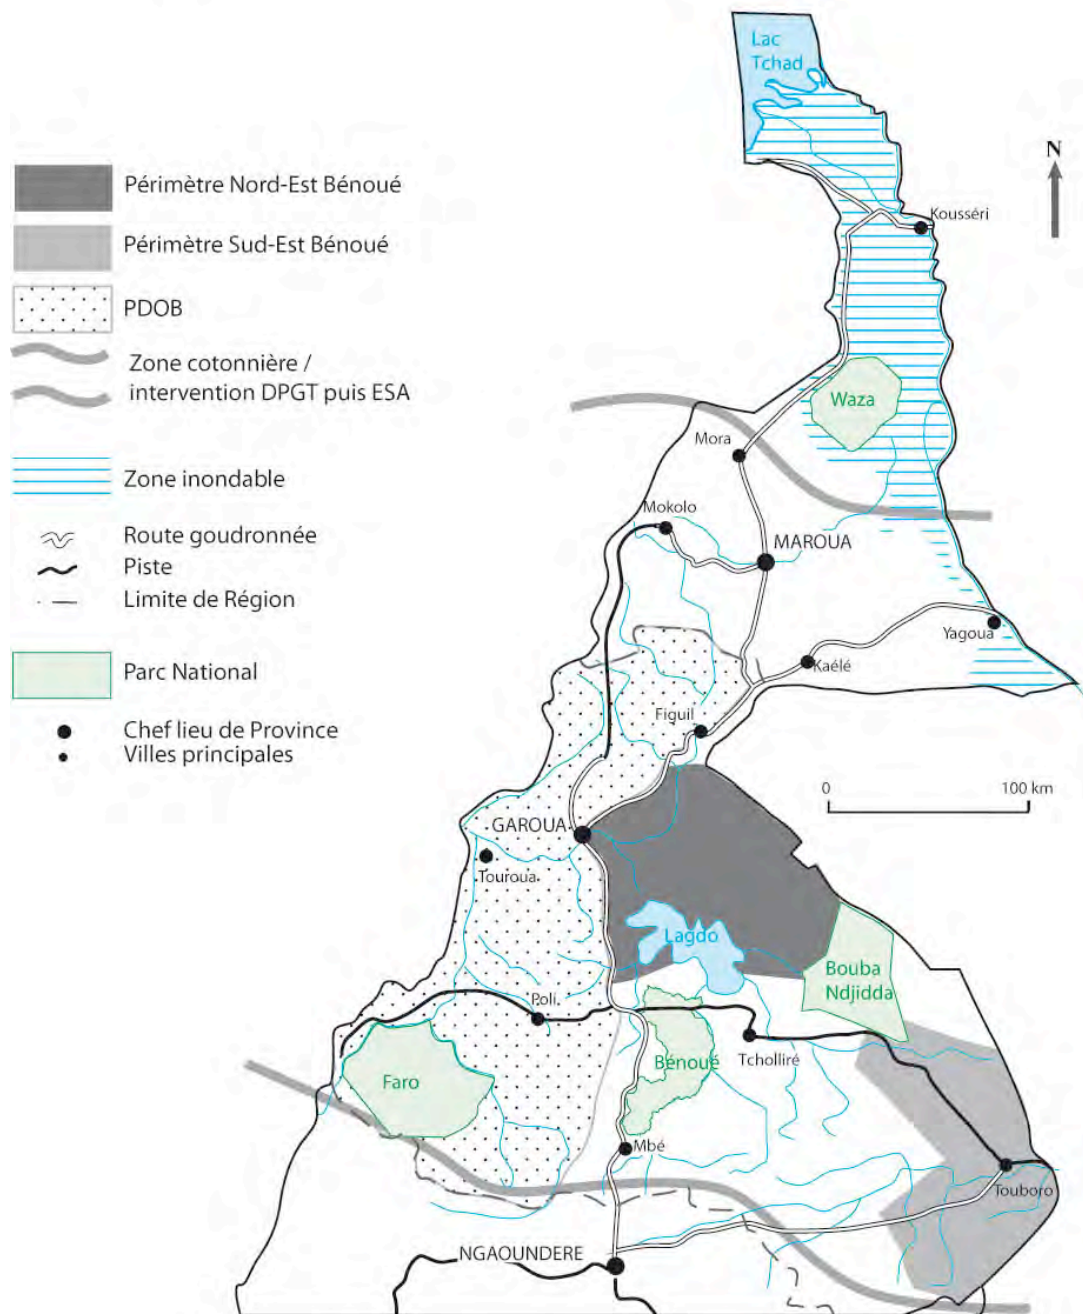 Lac
Tchad
N
Périmètre Nord-Est Bénoué
Kousséri
Périmètre Sud-Est Bénoué
PDOB
Zone cotonnière /
intervention DPGT puis ESA
Waza
Mora
Zone inondable
Mokolo
Route goudronnée
MAROUA
Piste
Limite de Région
Yagoua
Kaélé
Parc National
Figuil
Chef lieu de Province
Villes principales
0 100 km
GAROUA
Touroua
Lagdo
Bouba
Ndjidda
Poli
Tcholliré
Bénoué
Faro
Mbé
Touboro
NGAOUNDERE